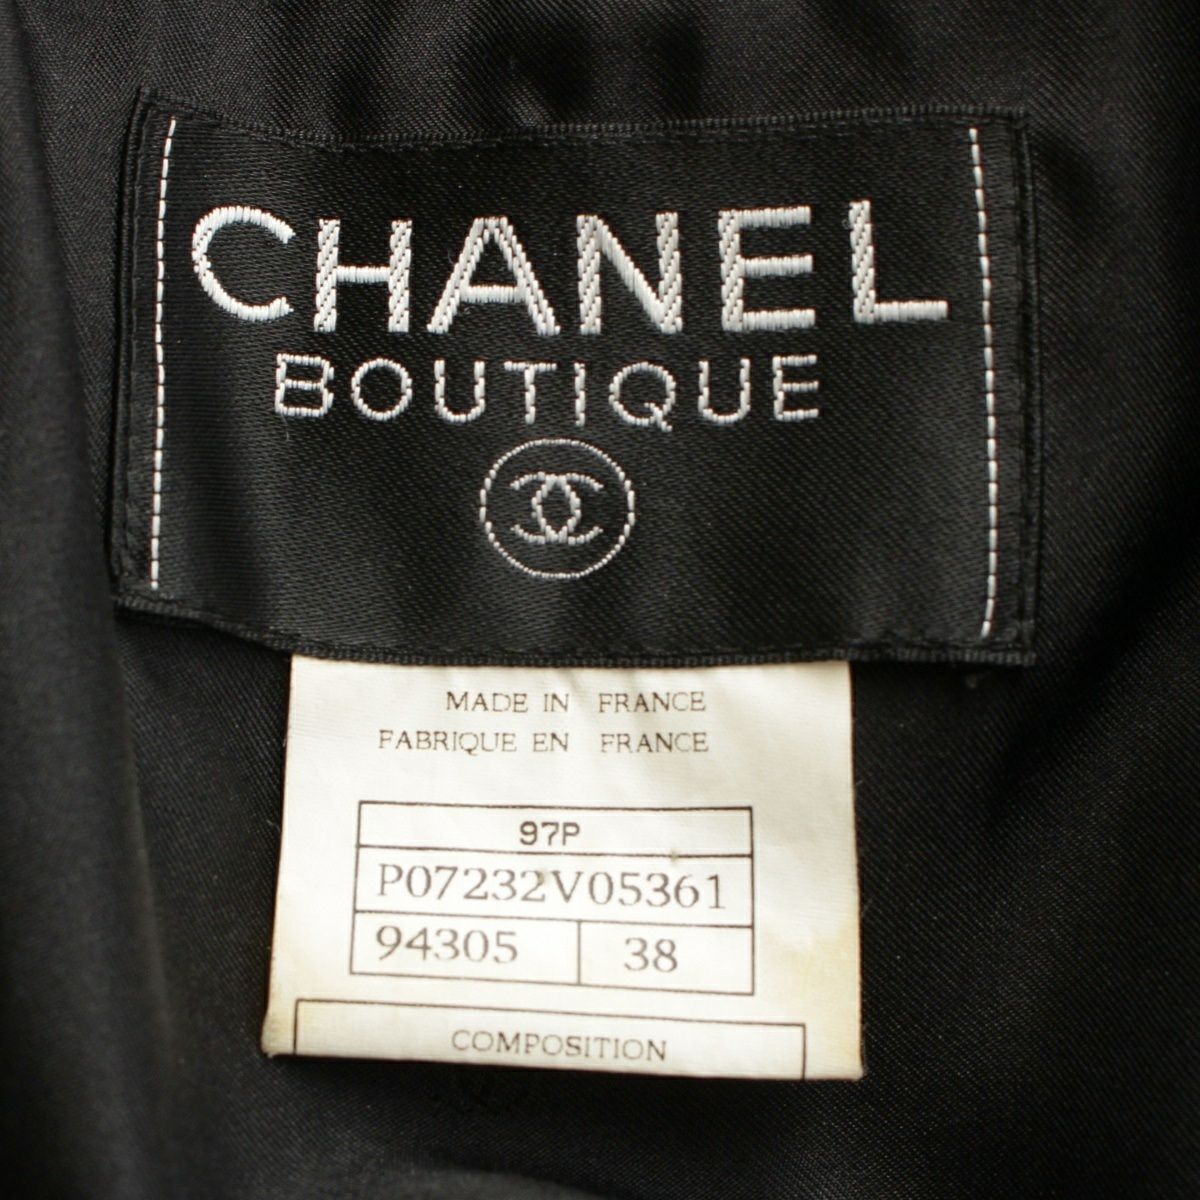 CHANEL
BOUTIQUE
MADE IN FRANCE
FABRIQUE EN FRANCE
97P
P07232V05361
94305 38
COMPOSITION